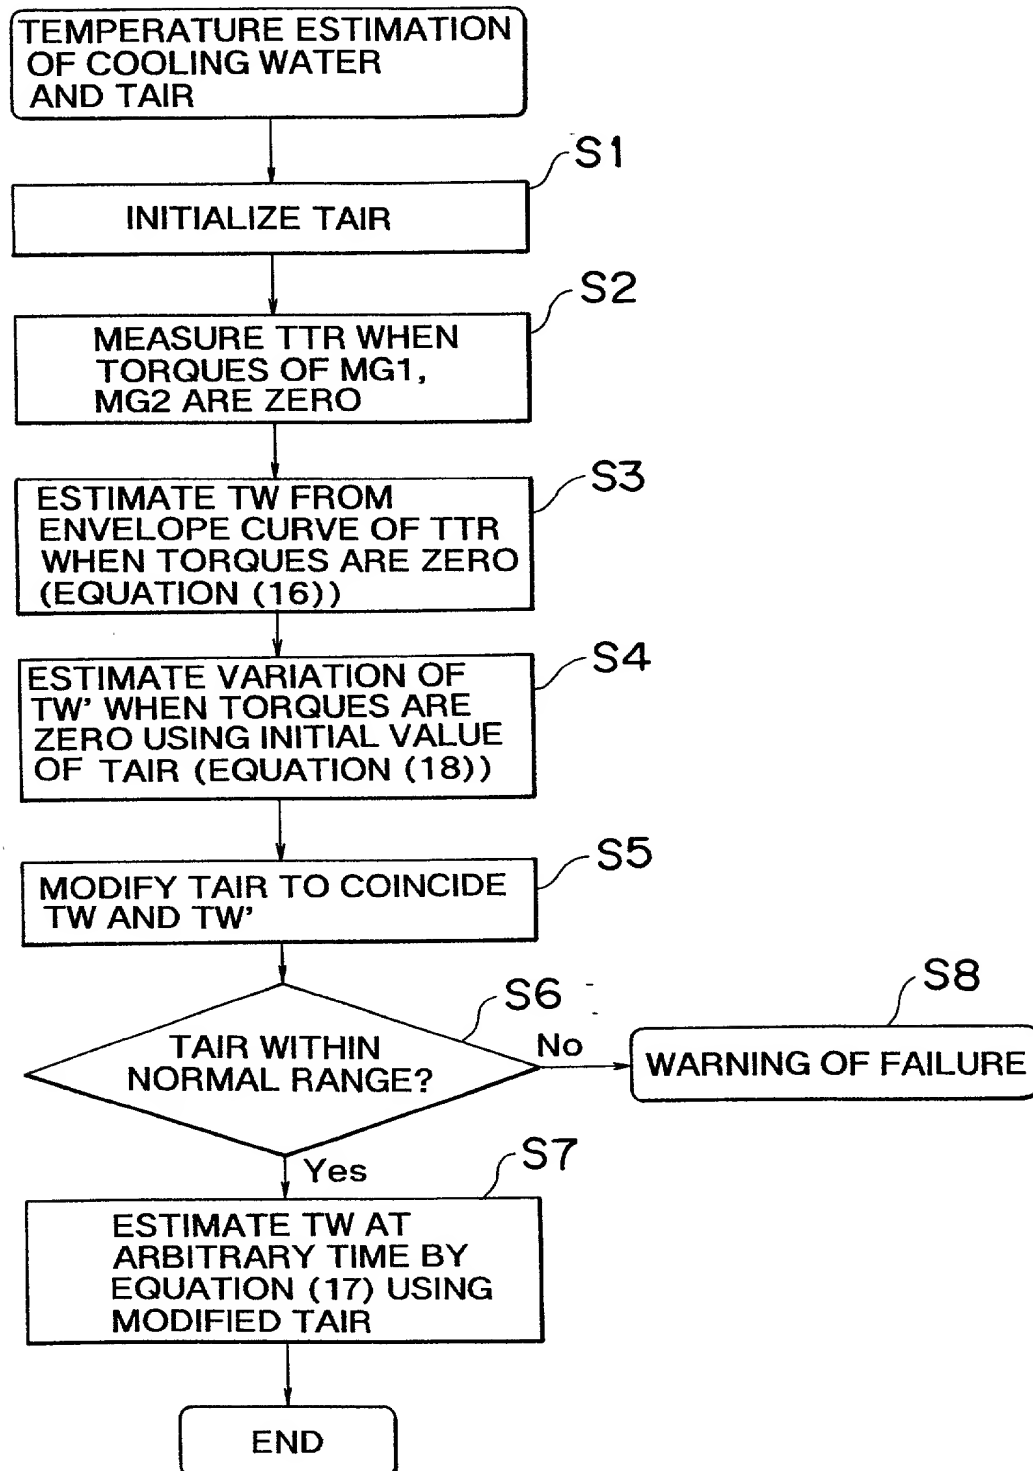 TEMPERATURE ESTIMATION
OF COOLING WATER
AND TAIR
S1
INITIALIZE TAIR
S2
MEASURE TTR WHEN
TORQUES OF MG1,
MG2 ARE ZERO
S3
ESTIMATE TW FROM
ENVELOPE CURVE OF TTR
WHEN TORQUES ARE ZERO
(EQUATION (16))
S4
ESTIMATE VARIATION OF
TW' WHEN TORQUES ARE
ZERO USING INITIAL VALUE
OF TAIR (EQUATION (18))
S5
MODIFY TAIR TO COINCIDE
TW AND TW'
S6
TAIR WITHIN
NORMAL RANGE?
No
S8
WARNING OF FAILURE
Yes
S7
ESTIMATE TW AT
ARBITRARY TIME BY
EQUATION (17) USING
MODIFIED TAIR
END